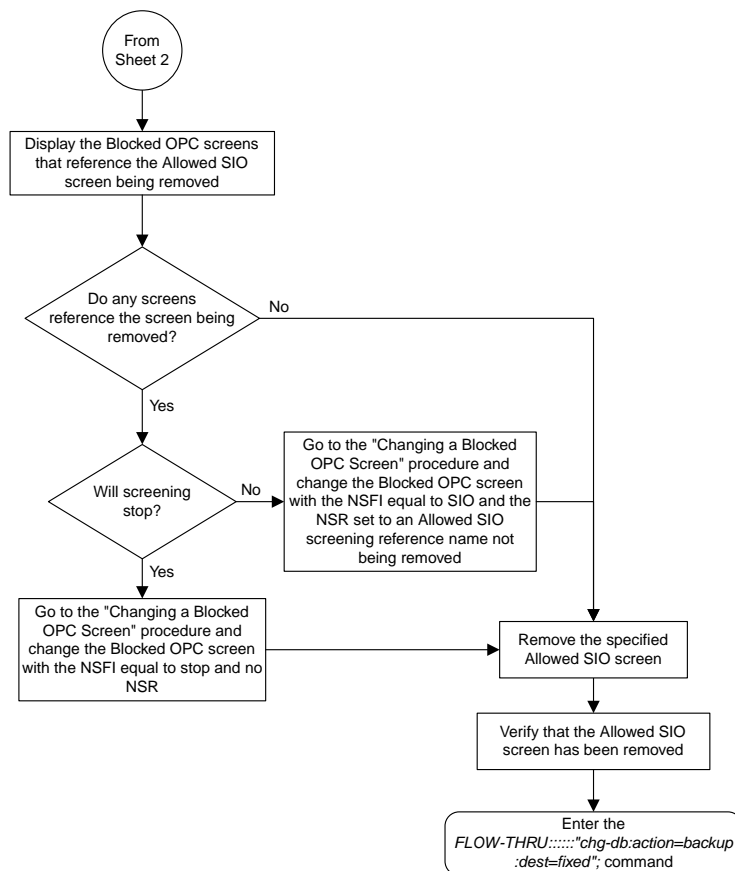 From
Sheet 2
Display the Blocked OPC screens
that reference the Allowed SIO
screen being removed
Do any screens
reference the screen being
removed?
No
Yes
Will screening
stop?
No
Go to the "Changing a Blocked
OPC Screen" procedure and
change the Blocked OPC screen
with the NSFI equal to SIO and the
NSR set to an Allowed SIO
screening reference name not
being removed
Yes
Go to the "Changing a Blocked
OPC Screen" procedure and
change the Blocked OPC screen
with the NSFI equal to stop and no
NSR
Remove the specified
Allowed SIO screen
Verify that the Allowed SIO
screen has been removed
Enter the
FLOW-THRU::::::"chg-db:action=backup
:dest=fixed"; command